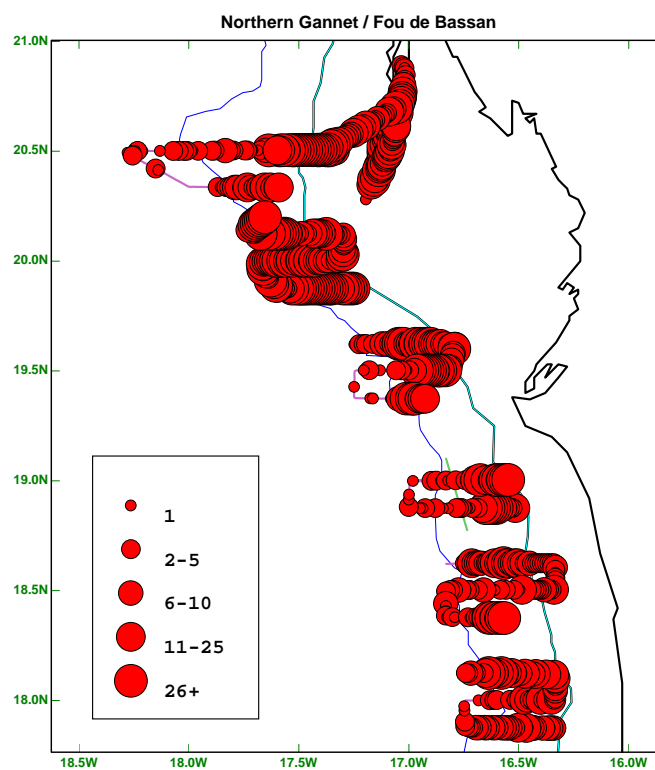 Northern Gannet / Fou de Bassan
21.0N
20.5N
20.0N
19.5N
19.0N
18.5N
18.0N
1
2-5
6-10
11-25
26+
18.5W 18.0W 17.5W 17.0W 16.5W 16.0W